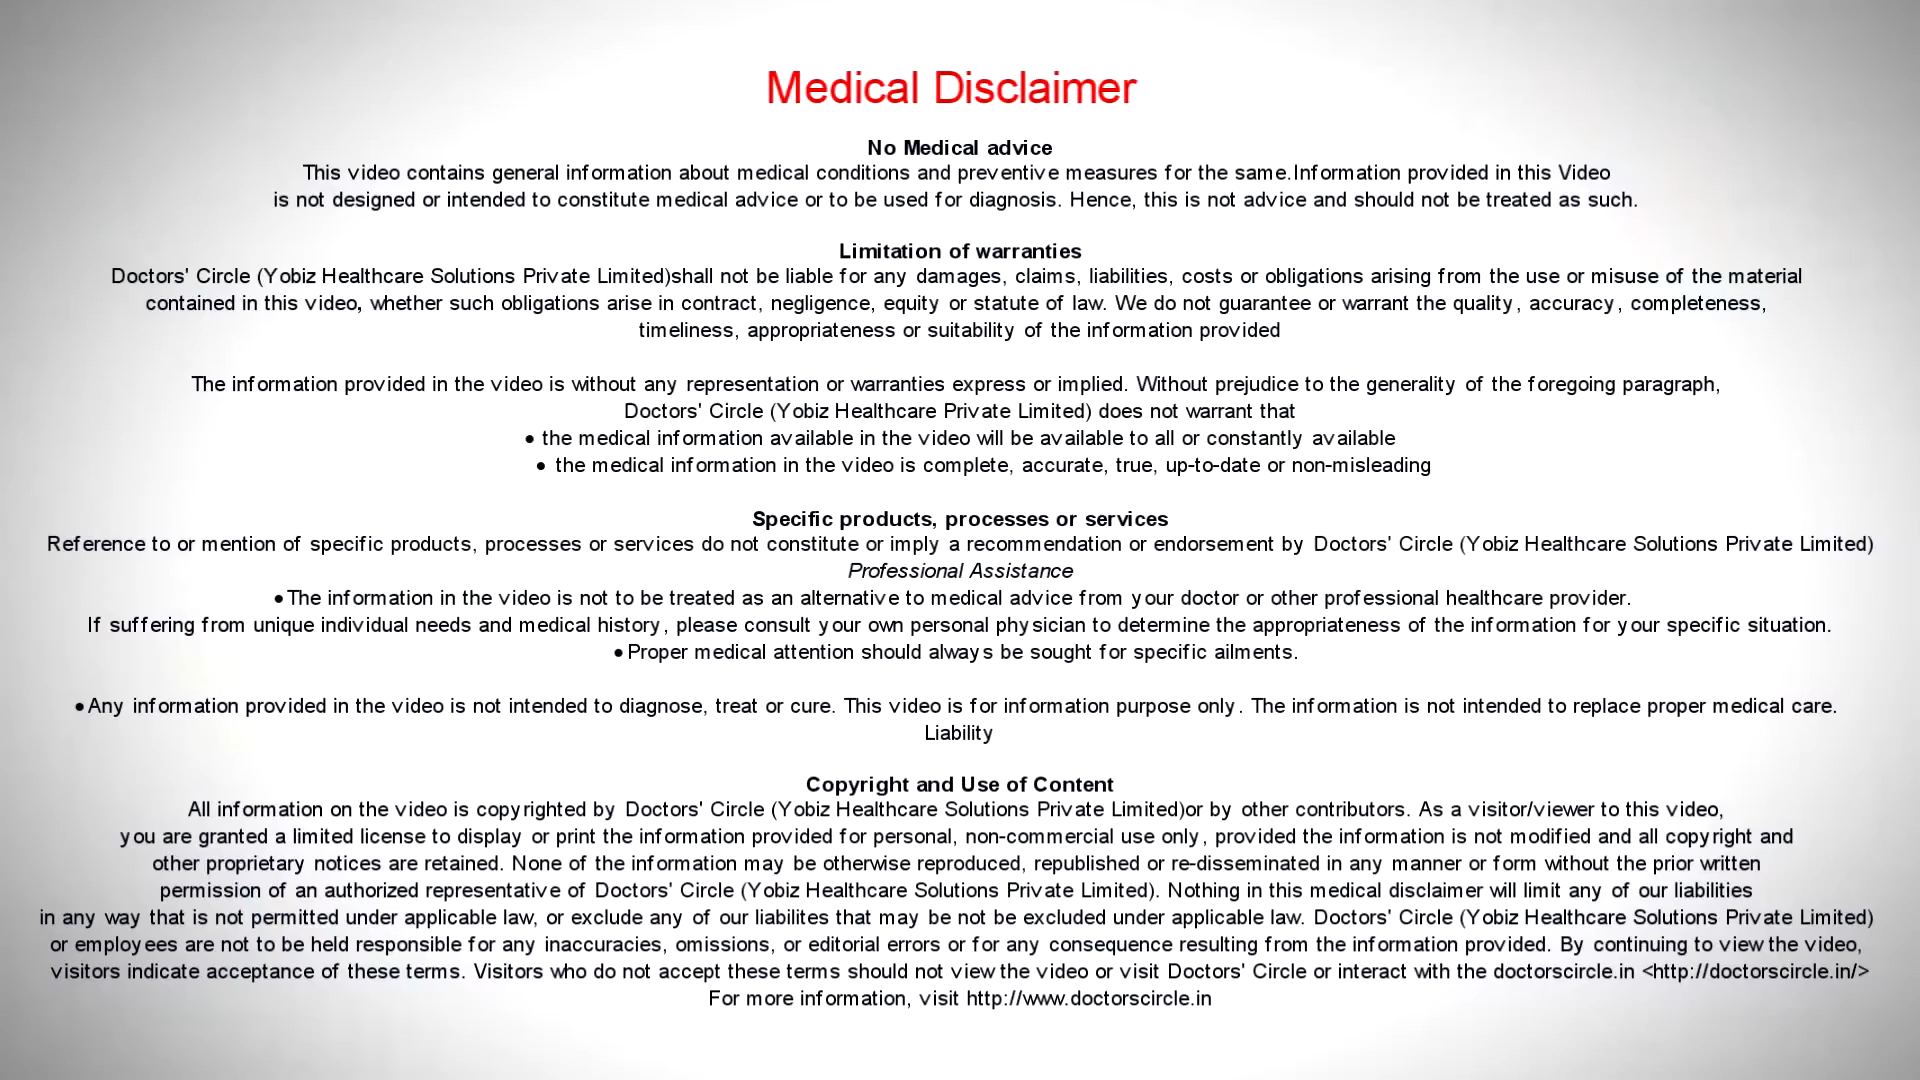 Medical Disclaimer
No Medical advice
This video contains general information about medical conditions and preventive measures for the same.Information provided in this Video
is not designed or intended to constitute medical advice or to be used for diagnosis. Hence, this is not advice and should not be treated as such.
Limitation of warranties
Doctors' Circle (Yobiz Healthcare Solutions Private Limited)shall not be liable for any damages, claims, liabilities, costs or obligations arising from the use or misuse of the material
contained in this video, whether such obligations arise in contract, negligence, equity or statute of law. We do not guarantee or warrant the quality, accuracy, completeness,
timeliness, appropriateness or suitability of the information provided
The information provided in the video is without any representation or warranties express or implied. Without prejudice to the generality of the foregoing paragraph,
Doctors' Circle (Yobiz Healthcare Private Limited) does not warrant that
• the medical information available in the video will be available to all or constantly available
• the medical information in the video is complete, accurate, true, up-to-date or non-misleading
Specific products, processes or services
Reference to or mention of specific products, processes or services do not constitute or imply a recommendation or endorsement by Doctors' Circle (Yobiz Healthcare Solutions Private Limited)
Professional Assistance
•The information in the video is not to be treated as an alternative to medical advice from your doctor or other professional healthcare provider.
If suffering from unique individual needs and medical history, please consult your own personal physician to determine the appropriateness of the information for your specific situation.
•Proper medical attention should always be sought for specific ailments.
•Any information provided in the video is not intended to diagnose, treat or cure. This video is for information purpose only. The information is not intended to replace proper medical care.
Liability
Copyright and Use of Content
All information on the video is copyrighted by Doctors' Circle (Yobiz Healthcare Solutions Private Limited)or by other contributors. As a visitor/viewer to this video,
you are granted a limited license to display or print the information provided for personal, non-commercial use only, provided the information is not modified and all copyright and
other proprietary notices are retained. None of the information may be otherwise reproduced, republished or re-disseminated in any manner or form without the prior written
permission of an authorized representative of Doctors' Circle (Yobiz Healthcare Solutions Private Limited). Nothing in this medical disclaimer will limit any of our liabilities
in any way that is not permitted under applicable law, or exclude any of our liabilites that may be not be excluded under applicable law. Doctors' Circle (Yobiz Healthcare Solutions Private Limited)
or employees are not to be held responsible for any inaccuracies, omissions, or editorial errors or for any consequence resulting from the information provided. By continuing to view the video,
visitors indicate acceptance of these terms. Visitors who do not accept these terms should not view the video or visit Doctors' Circle or interact with the doctorscircle.in <http://doctorscircle.in/>
For more information, visit http://www.doctorscircle.in